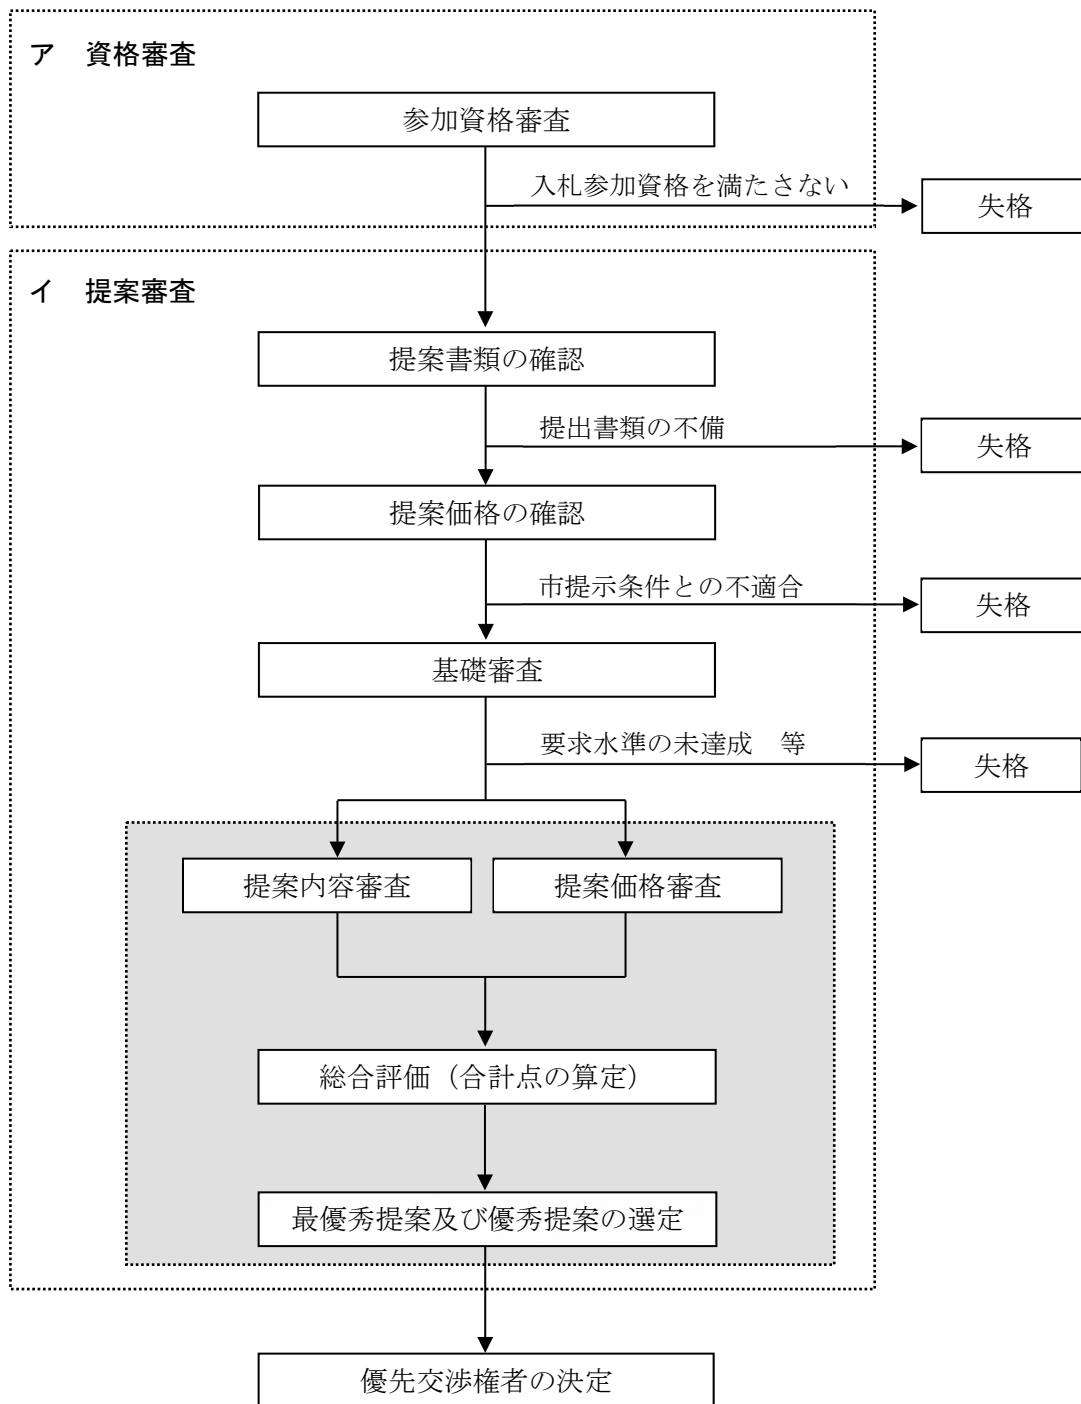 ア　資格審査
参加資格審査
入札参加資格を満たさない
失格
イ　提案審査
提案書類の確認
提出書類の不備
失格
提案価格の確認
市提示条件との不適合
失格
基礎審査
要求水準の未達成　等
失格
提案内容審査
提案価格審査
総合評価（合計点の算定）
最優秀提案及び優秀提案の選定
優先交渉権者の決定